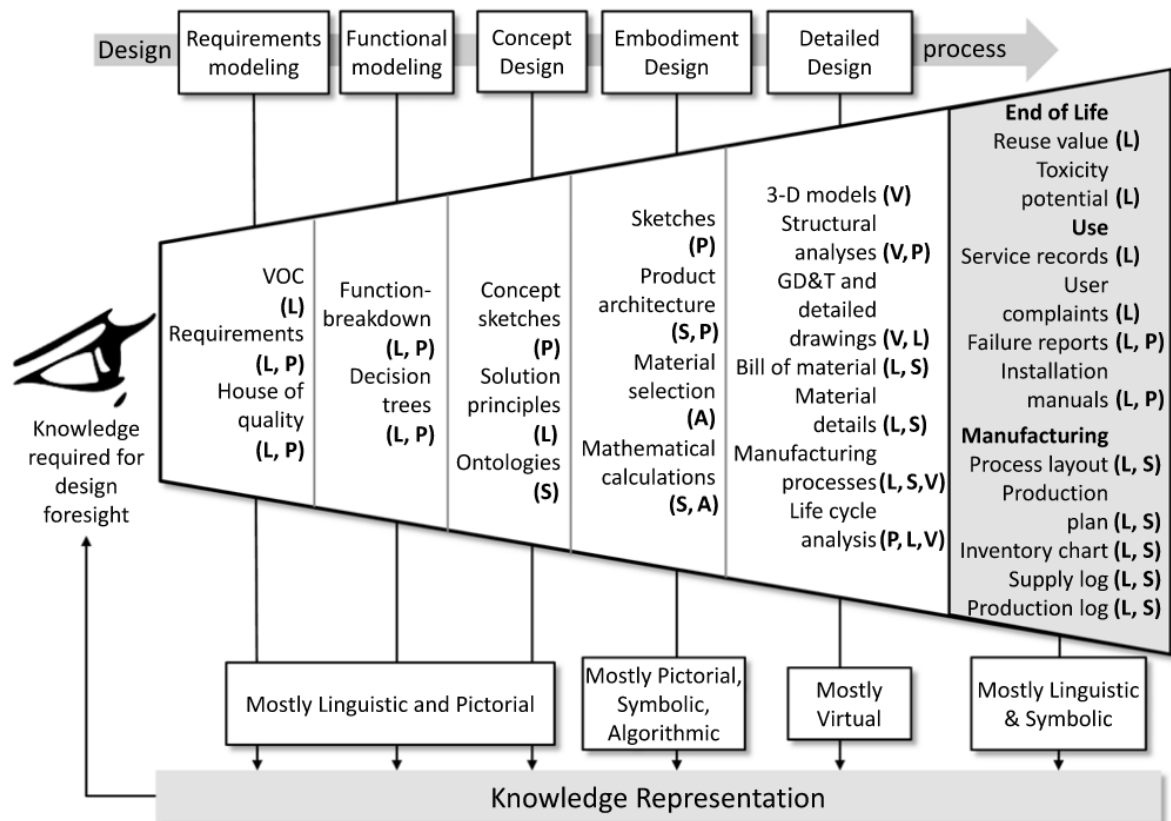 Design
Requirements
modeling
Functional
modeling
Concept
Design
Embodiment
Design
Detailed
Design
process
Knowledge
required for
design
foresight
VOC
(L)
Requirements
(L, P)
House of
quality
(L, P)
Function-
breakdown
(L, P)
Decision
trees
(L, P)
Concept
sketches
(P)
Solution
principles
(L)
Ontologies
(S)
Sketches
(P)
Product
architecture
(S, P)
Material
selection
(A)
Mathematical
calculations
(S, A)
3-D models (V)
Structural
analyses (V, P)
GD&T and
detailed
drawings (V, L)
Bill of material (L, S)
Material
details (L, S)
Manufacturing
processes (L, S,V)
Life cycle
analysis (P, L,V)
End of Life
Reuse value (L)
Toxicity
potential (L)
Use
Service records (L)
User
complaints (L)
Failure reports (L, P)
Installation
manuals (L, P)
Manufacturing
Process layout (L, S)
Production
plan (L, S)
Inventory chart (L, S)
Supply log (L, S)
Production log (L, S)
Mostly Linguistic and Pictorial
Mostly Pictorial,
Symbolic,
Algorithmic
Mostly
Virtual
Mostly Linguistic
& Symbolic
Knowledge Representation